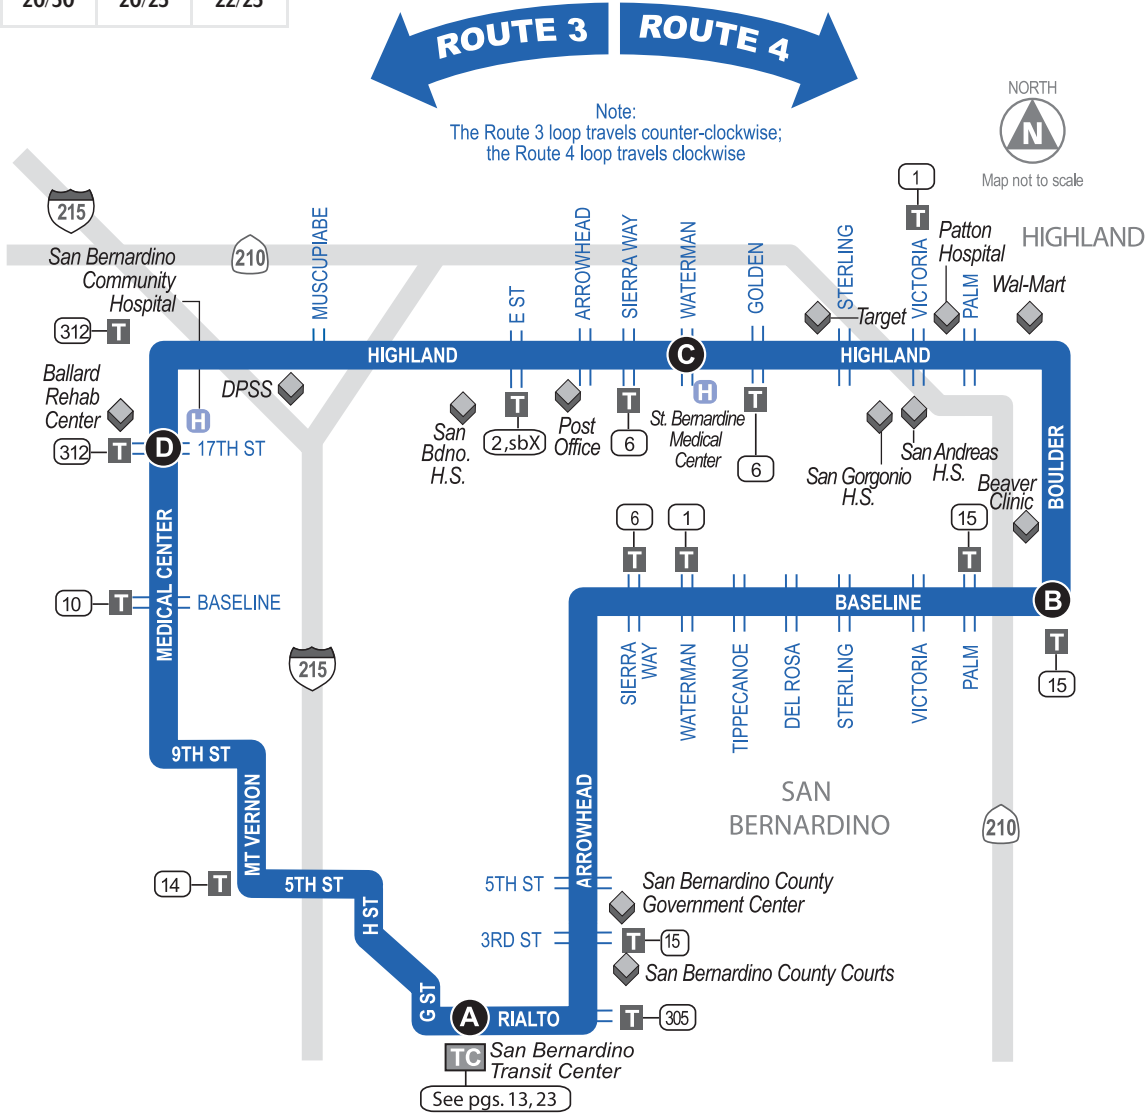 20/30 20/25 22/25
ROUTE 3
ROUTE 4
Note:
The Route 3 loop travels counter-clockwise;
the Route 4 loop travels clockwise
NORTH
N
Map not to scale
215
210
San Bernardino
Community
Hospital
MUSCUPIABE
E ST
ARROWHEAD
SIERRA WAY
WATERMAN
GOLDEN
STERLING
1
T
VICTORIA
Patton
Hospital
PALM
HIGHLAND
Wal-Mart
Target
312
T
HIGHLAND
C
HIGHLAND
Ballard
Rehab
Center
H
DPSS
312
T
D
17TH ST
San
Bdno.
H.S.
T
2,sbX
Post
Office
T
6
H
St. Bernardine
Medical
Center
T
6
San Gorgonio
H.S.
San Andreas
H.S.
Beaver
Clinic
BOULDER
6
T
1
T
15
T
MEDICAL CENTER
10
T
BASELINE
BASELINE
B
T
15
SIERRA
WAY
WATERMAN
TIPPECANOE
DEL ROSA
STERLING
VICTORIA
PALM
215
9TH ST
MT VERNON
ARROWHEAD
SAN
BERNARDINO
210
14
T
5TH ST
H ST
G ST
5TH ST
San Bernardino County
Government Center
3RD ST
T
15
San Bernardino County Courts
A
RIALTO
T
305
TC
San Bernardino
Transit Center
See pgs. 13, 23